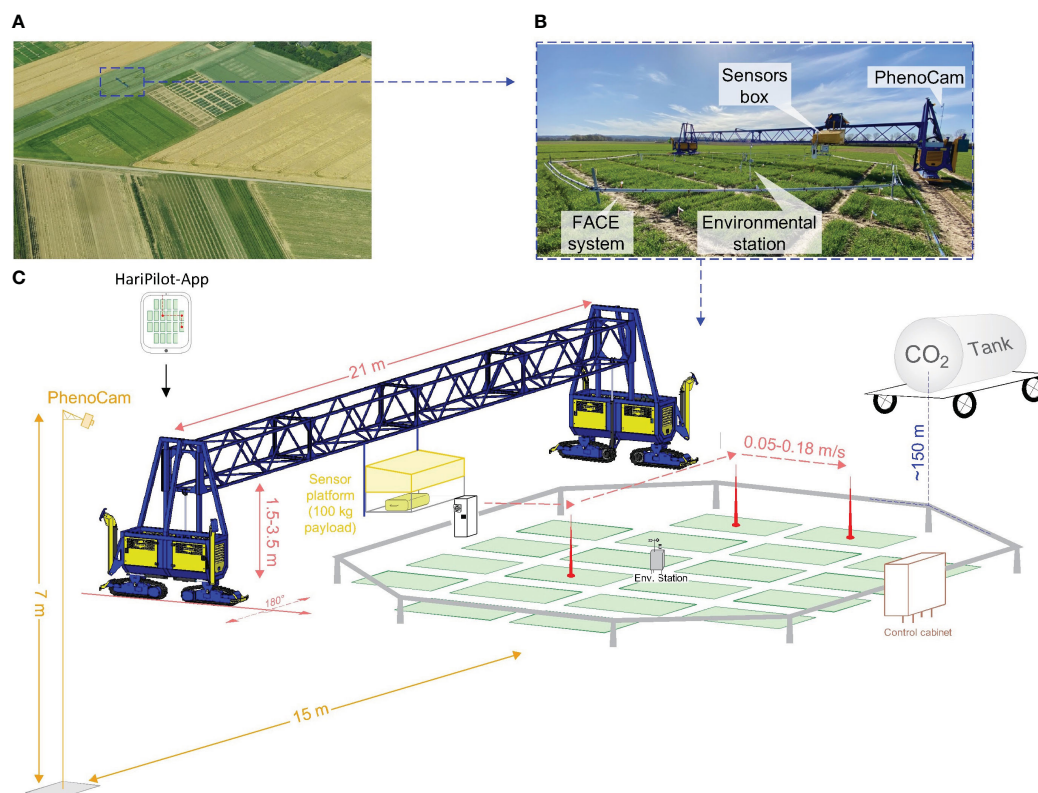 A
B
Sensors
box
PhenoCam
FACE
system
Environmental
station
C
HariPilot-App
PhenoCam
21 m
CO2 Tank
0.05-0.18 m/s
~150 m
Sensor
platform
(100 kg
payload)
1.5-3.5 m
Env. Station
180°
7 m
Control cabinet
15 m